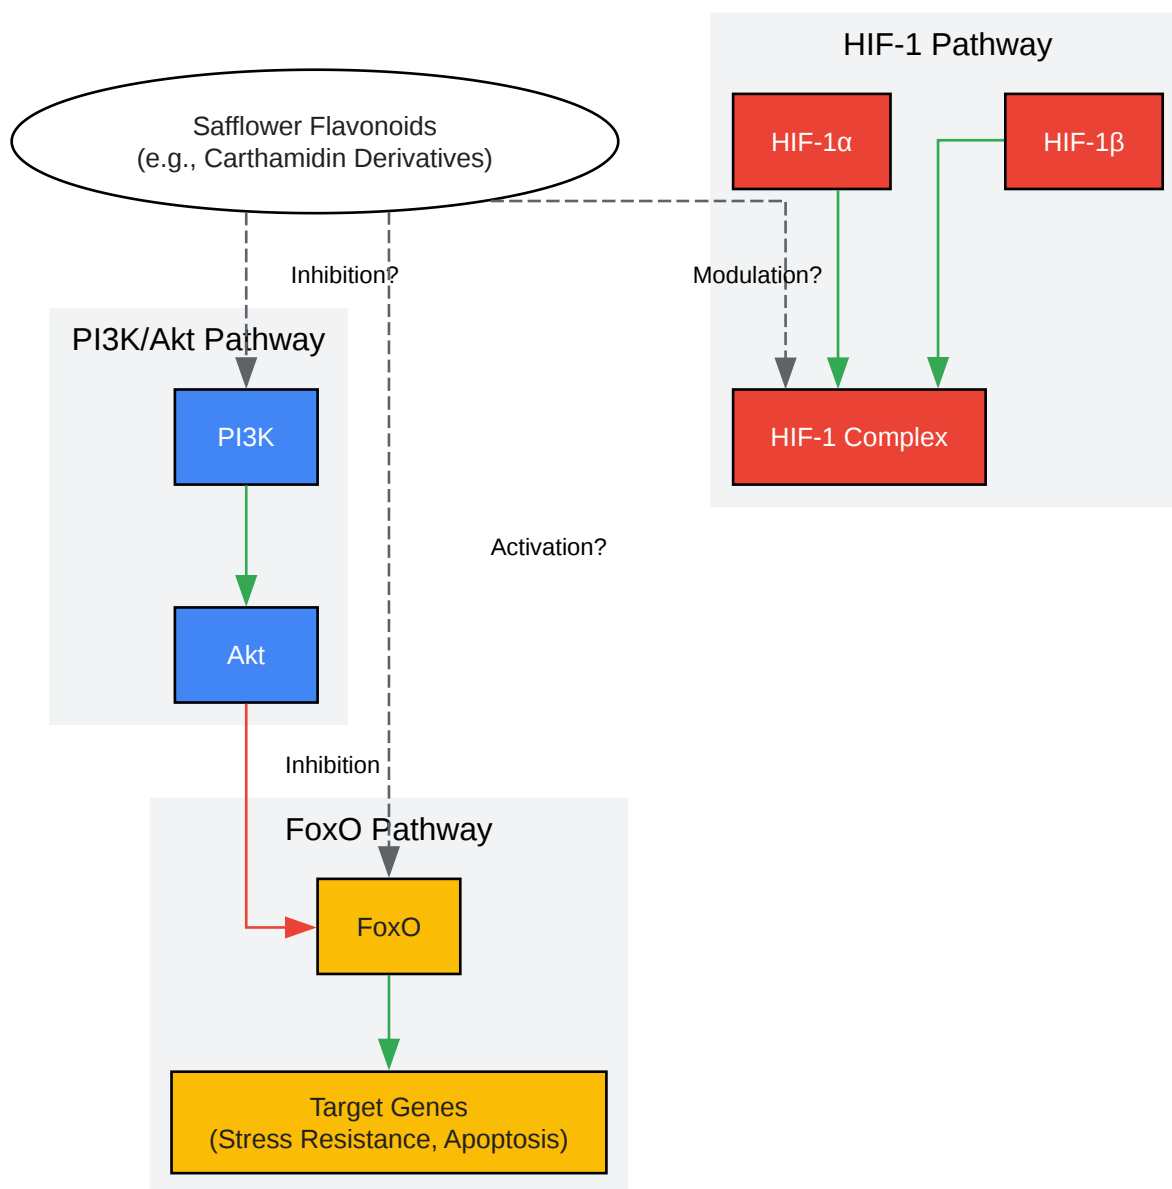 HIF-1 Pathway
Safflower Flavonoids
(e.g., Carthamidin Derivatives)
HIF-1α
HIF-1β
Inhibition?
Modulation?
PI3K/Akt Pathway
PI3K
HIF-1 Complex
Activation?
Akt
Inhibition
FoxO Pathway
FoxO
Target Genes
(Stress Resistance, Apoptosis)